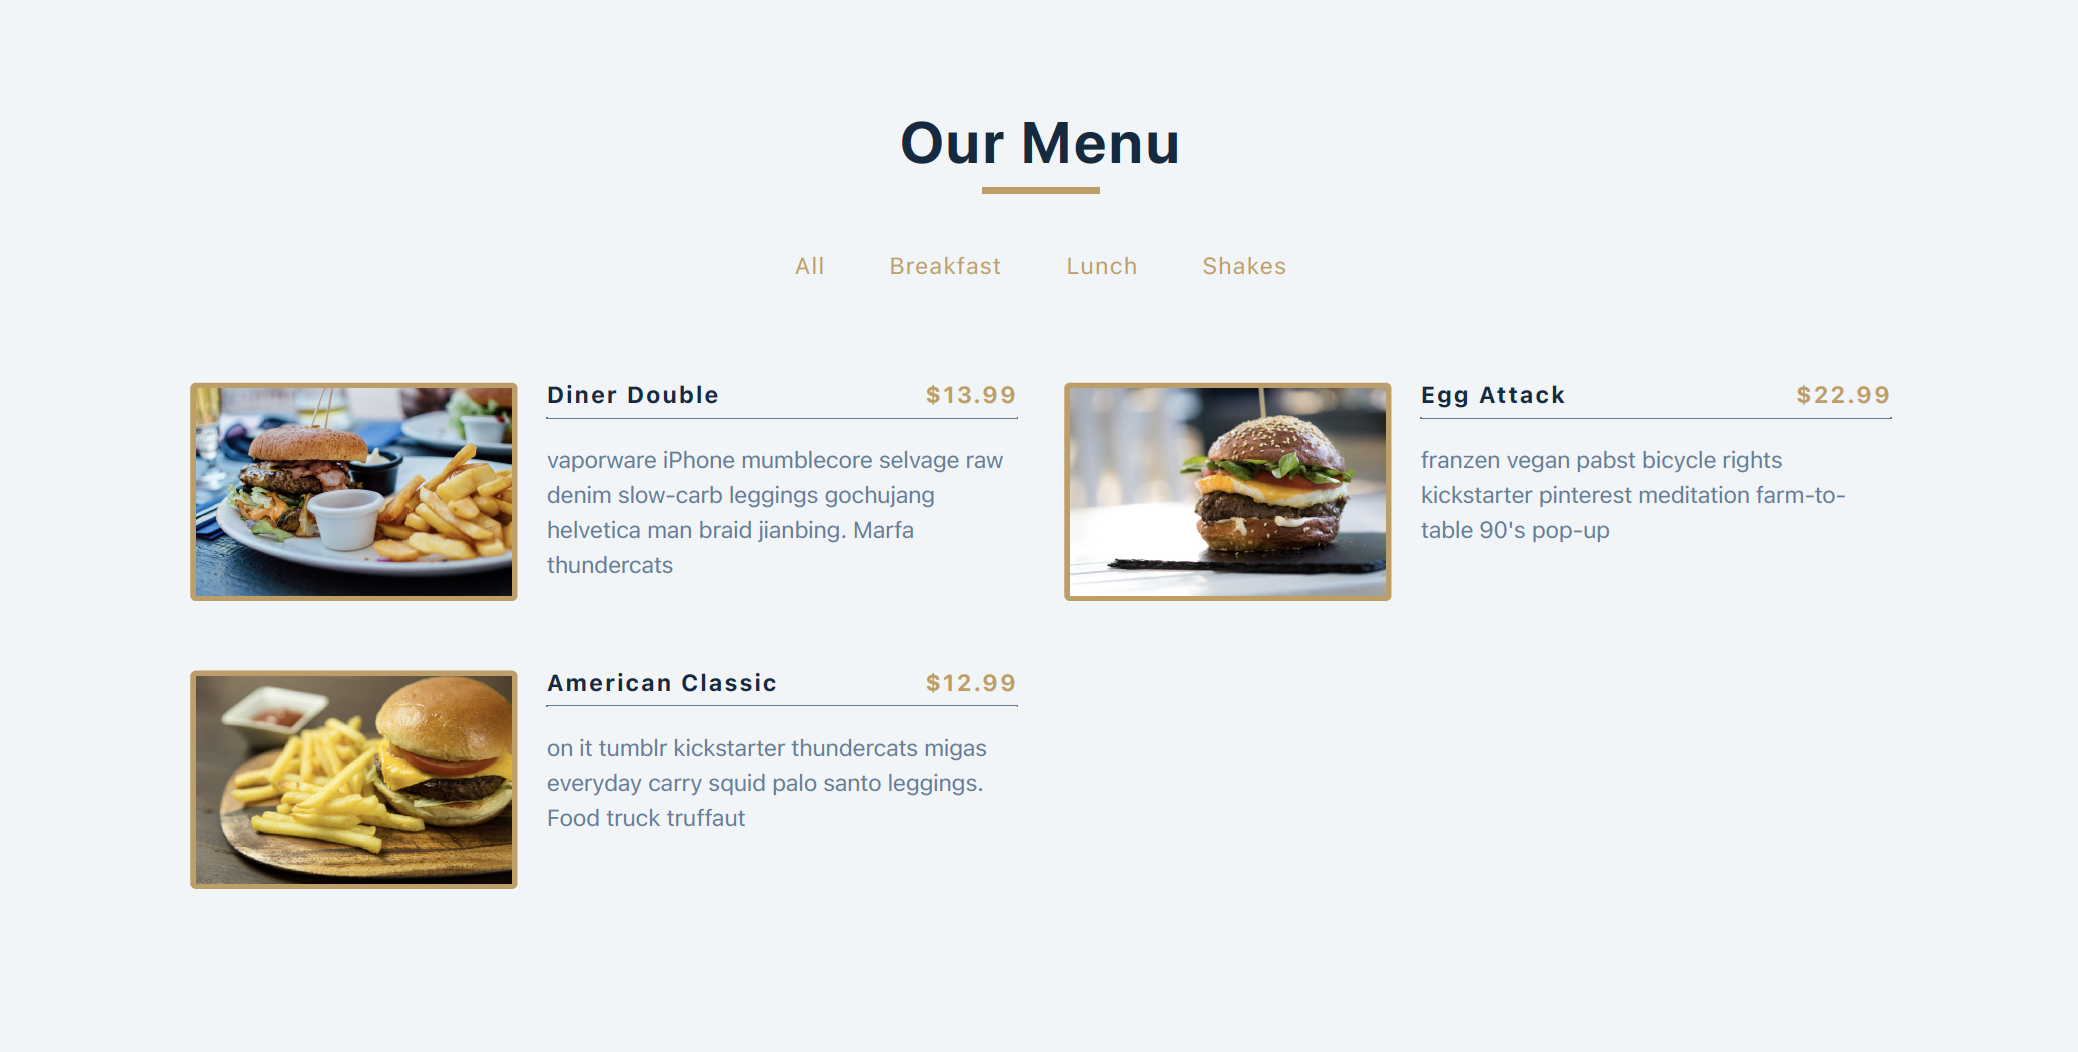 Our Menu
All Breakfast Lunch Shakes
Diner Double $13.99
vaporware iPhone mumblecore selvage raw
denim slow-carb leggings gochujang
helvetica man braid jianbing. Marfa
thundercats
Egg Attack $22.99
franzen vegan pabst bicycle rights
kickstarter pinterest meditation farm-to-
table 90's pop-up
American Classic $12.99
on it tumblr kickstarter thundercats migas
everyday carry squid palo santo leggings.
Food truck truffaut